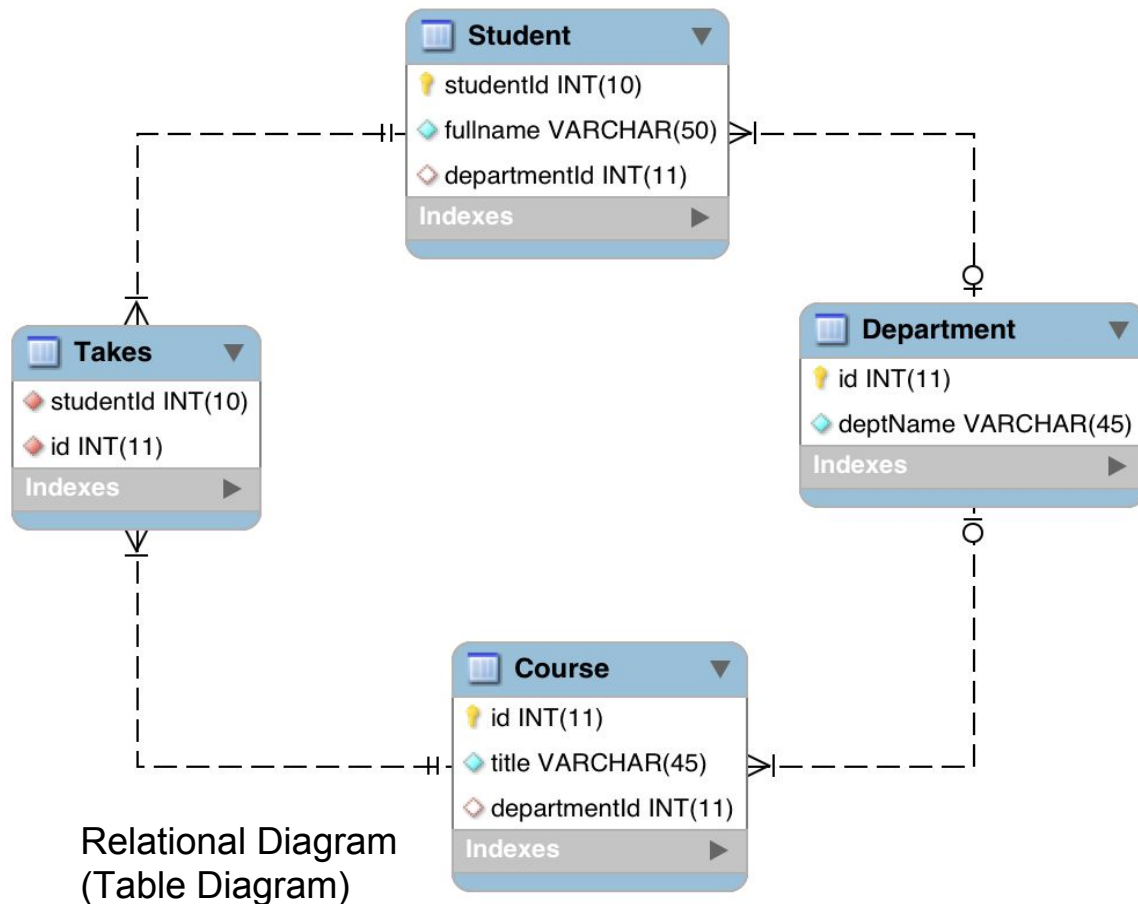 Student
studentId INT(10)
fullname VARCHAR(50)
departmentId INT(11)
Indexes
Takes
studentId INT(10)
id INT(11)
Indexes
Department
id INT(11)
deptName VARCHAR(45)
Indexes
Course
id INT(11)
title VARCHAR(45)
departmentId INT(11)
Indexes
Relational Diagram
(Table Diagram)